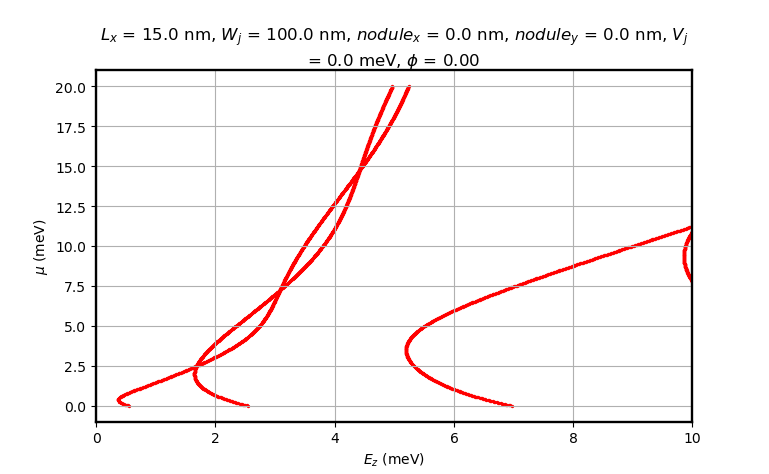 L_x = 15.0 nm, W_j = 100.0 nm, nodule_x = 0.0 nm, nodule_y = 0.0 nm, V_j
= 0.0 meV, ϕ = 0.00
20.0
17.5
15.0
12.5
10.0
7.5
5.0
2.5
0.0
μ (meV)
0 2 4 6 8 10
E_z (meV)